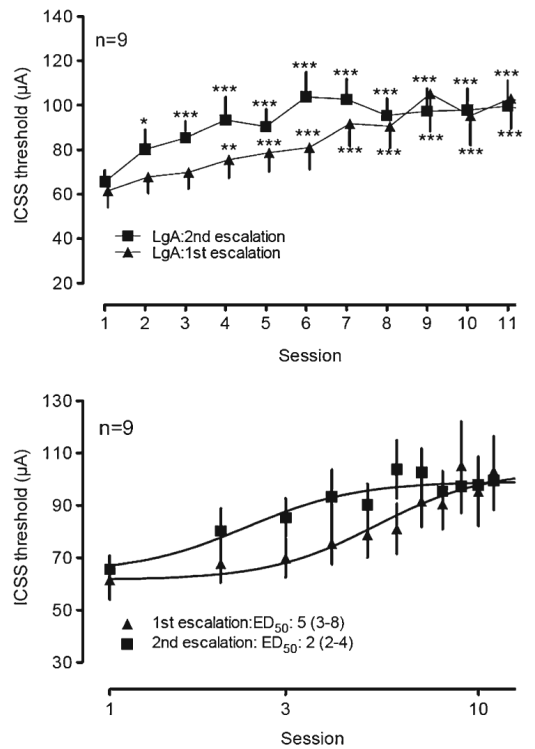 140
n=9
120
100
80
60
40
20
ICSS threshold (µA)
*** *** *** ***
*** *** *** *** ***
*
** *** *** *** *** *** ***
LgA:2nd escalation
LgA:1st escalation
1 2 3 4 5 6 7 8 9 10 11
Session
130
n=9
110
90
70
50
30
ICSS threshold (µA)
1st escalation:ED50: 5 (3-8)
2nd escalation: ED50: 2 (2-4)
1 3 10
Session